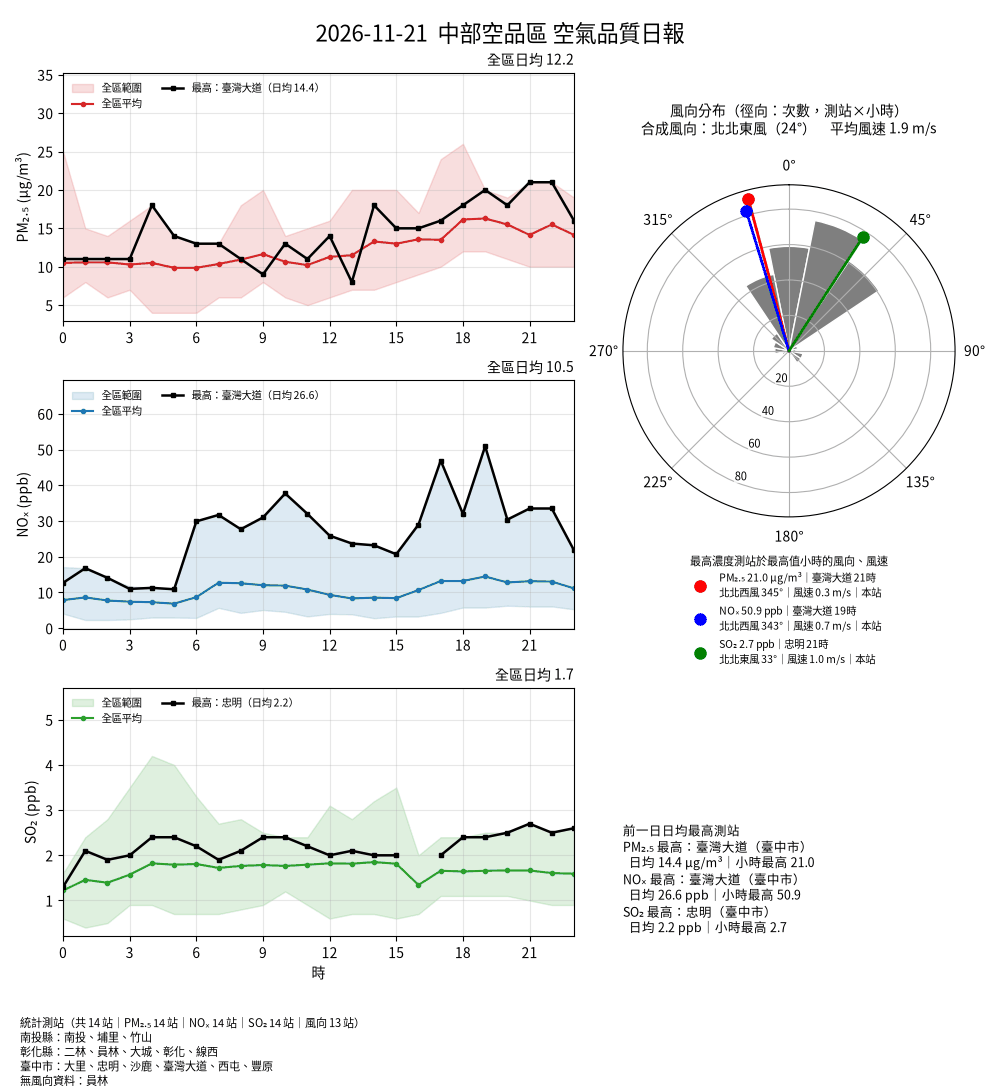 2026-11-21 中部空品區 空氣品質日報
全區日均 12.2
全區範圍
全區平均
最高：臺灣大道（日均 14.4）
PM₂.₅ (μg/m³)
35
30
25
20
15
10
5
0 3 6 9 12 15 18 21
全區日均 10.5
全區範圍
全區平均
最高：臺灣大道（日均 26.6）
NOₓ (ppb)
60
50
40
30
20
10
0
0 3 6 9 12 15 18 21
全區日均 1.7
全區範圍
全區平均
最高：忠明（日均 2.2）
SO₂ (ppb)
5
4
3
2
1
0 3 6 9 12 15 18 21
時
風向分布（徑向：次數，測站×小時）
合成風向：北北東風（24°） 平均風速 1.9 m/s
0°
45°
90°
135°
180°
225°
270°
315°
20
40
60
80
最高濃度測站於最高值小時的風向、風速
PM₂.₅ 21.0 μg/m³｜臺灣大道 21時
北北西風 345°｜風速 0.3 m/s｜本站
NOₓ 50.9 ppb｜臺灣大道 19時
北北西風 343°｜風速 0.7 m/s｜本站
SO₂ 2.7 ppb｜忠明 21時
北北東風 33°｜風速 1.0 m/s｜本站
前一日日均最高測站
PM₂.₅ 最高：臺灣大道（臺中市）
日均 14.4 μg/m³｜小時最高 21.0
NOₓ 最高：臺灣大道（臺中市）
日均 26.6 ppb｜小時最高 50.9
SO₂ 最高：忠明（臺中市）
日均 2.2 ppb｜小時最高 2.7
統計測站（共 14 站｜PM₂.₅ 14 站｜NOₓ 14 站｜SO₂ 14 站｜風向 13 站）
南投縣：南投、埔里、竹山
彰化縣：二林、員林、大城、彰化、線西
臺中市：大里、忠明、沙鹿、臺灣大道、西屯、豐原
無風向資料：員林